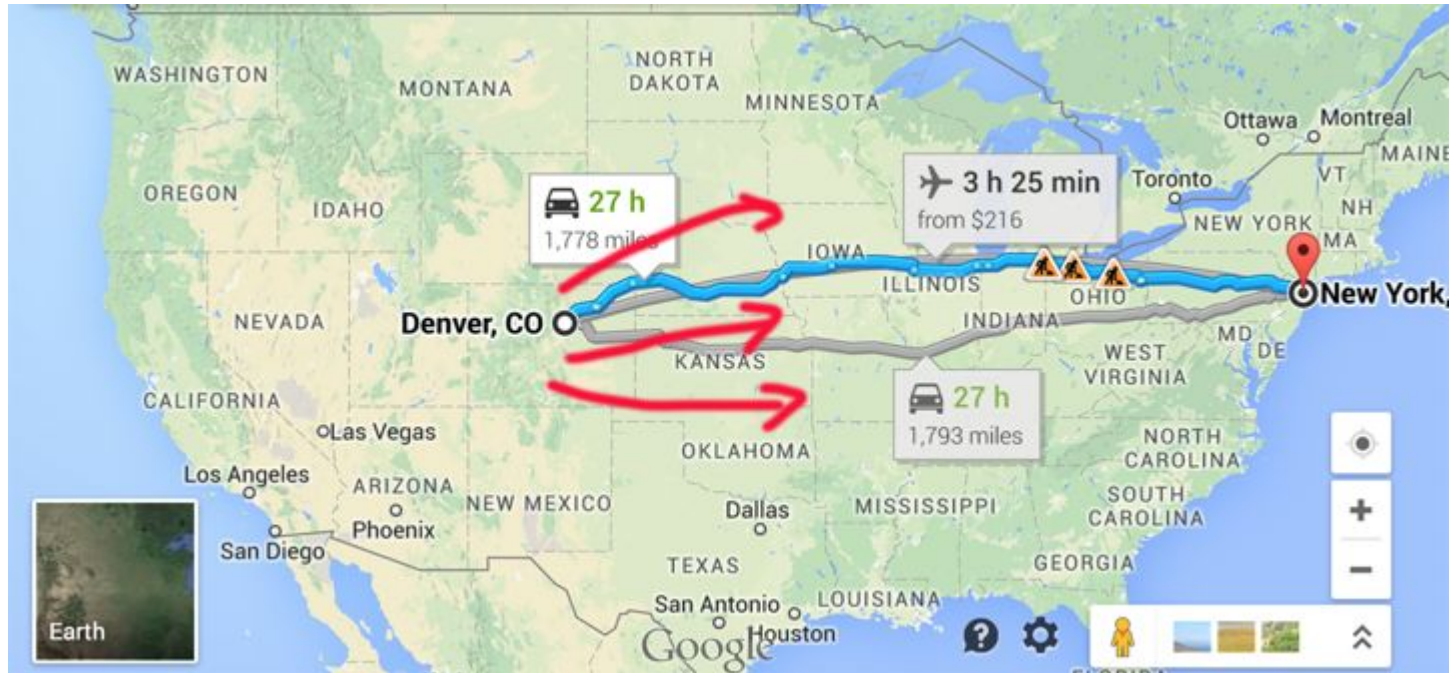 NORTH
DAKOTA
WASHINGTON
MONTANA
MINNESOTA
Ottawa
Montreal
MAINE
OREGON
IDAHO
27 h
1,778 miles
3 h 25 min
from $216
Toronto
VT
NH
NEW YORK
MA
IOWA
ILLINOIS
OHIO
New York,
Denver, CO
NEVADA
INDIANA
MD
DE
KANSAS
WEST
VIRGINIA
CALIFORNIA
27 h
1,793 miles
Las Vegas
OKLAHOMA
NORTH
CAROLINA
Los Angeles
ARIZONA
NEW MEXICO
Phoenix
San Diego
Dallas
MISSISSIPPI
SOUTH
CAROLINA
TEXAS
GEORGIA
San Antonio
LOUISIANA
Houston
Google
Earth